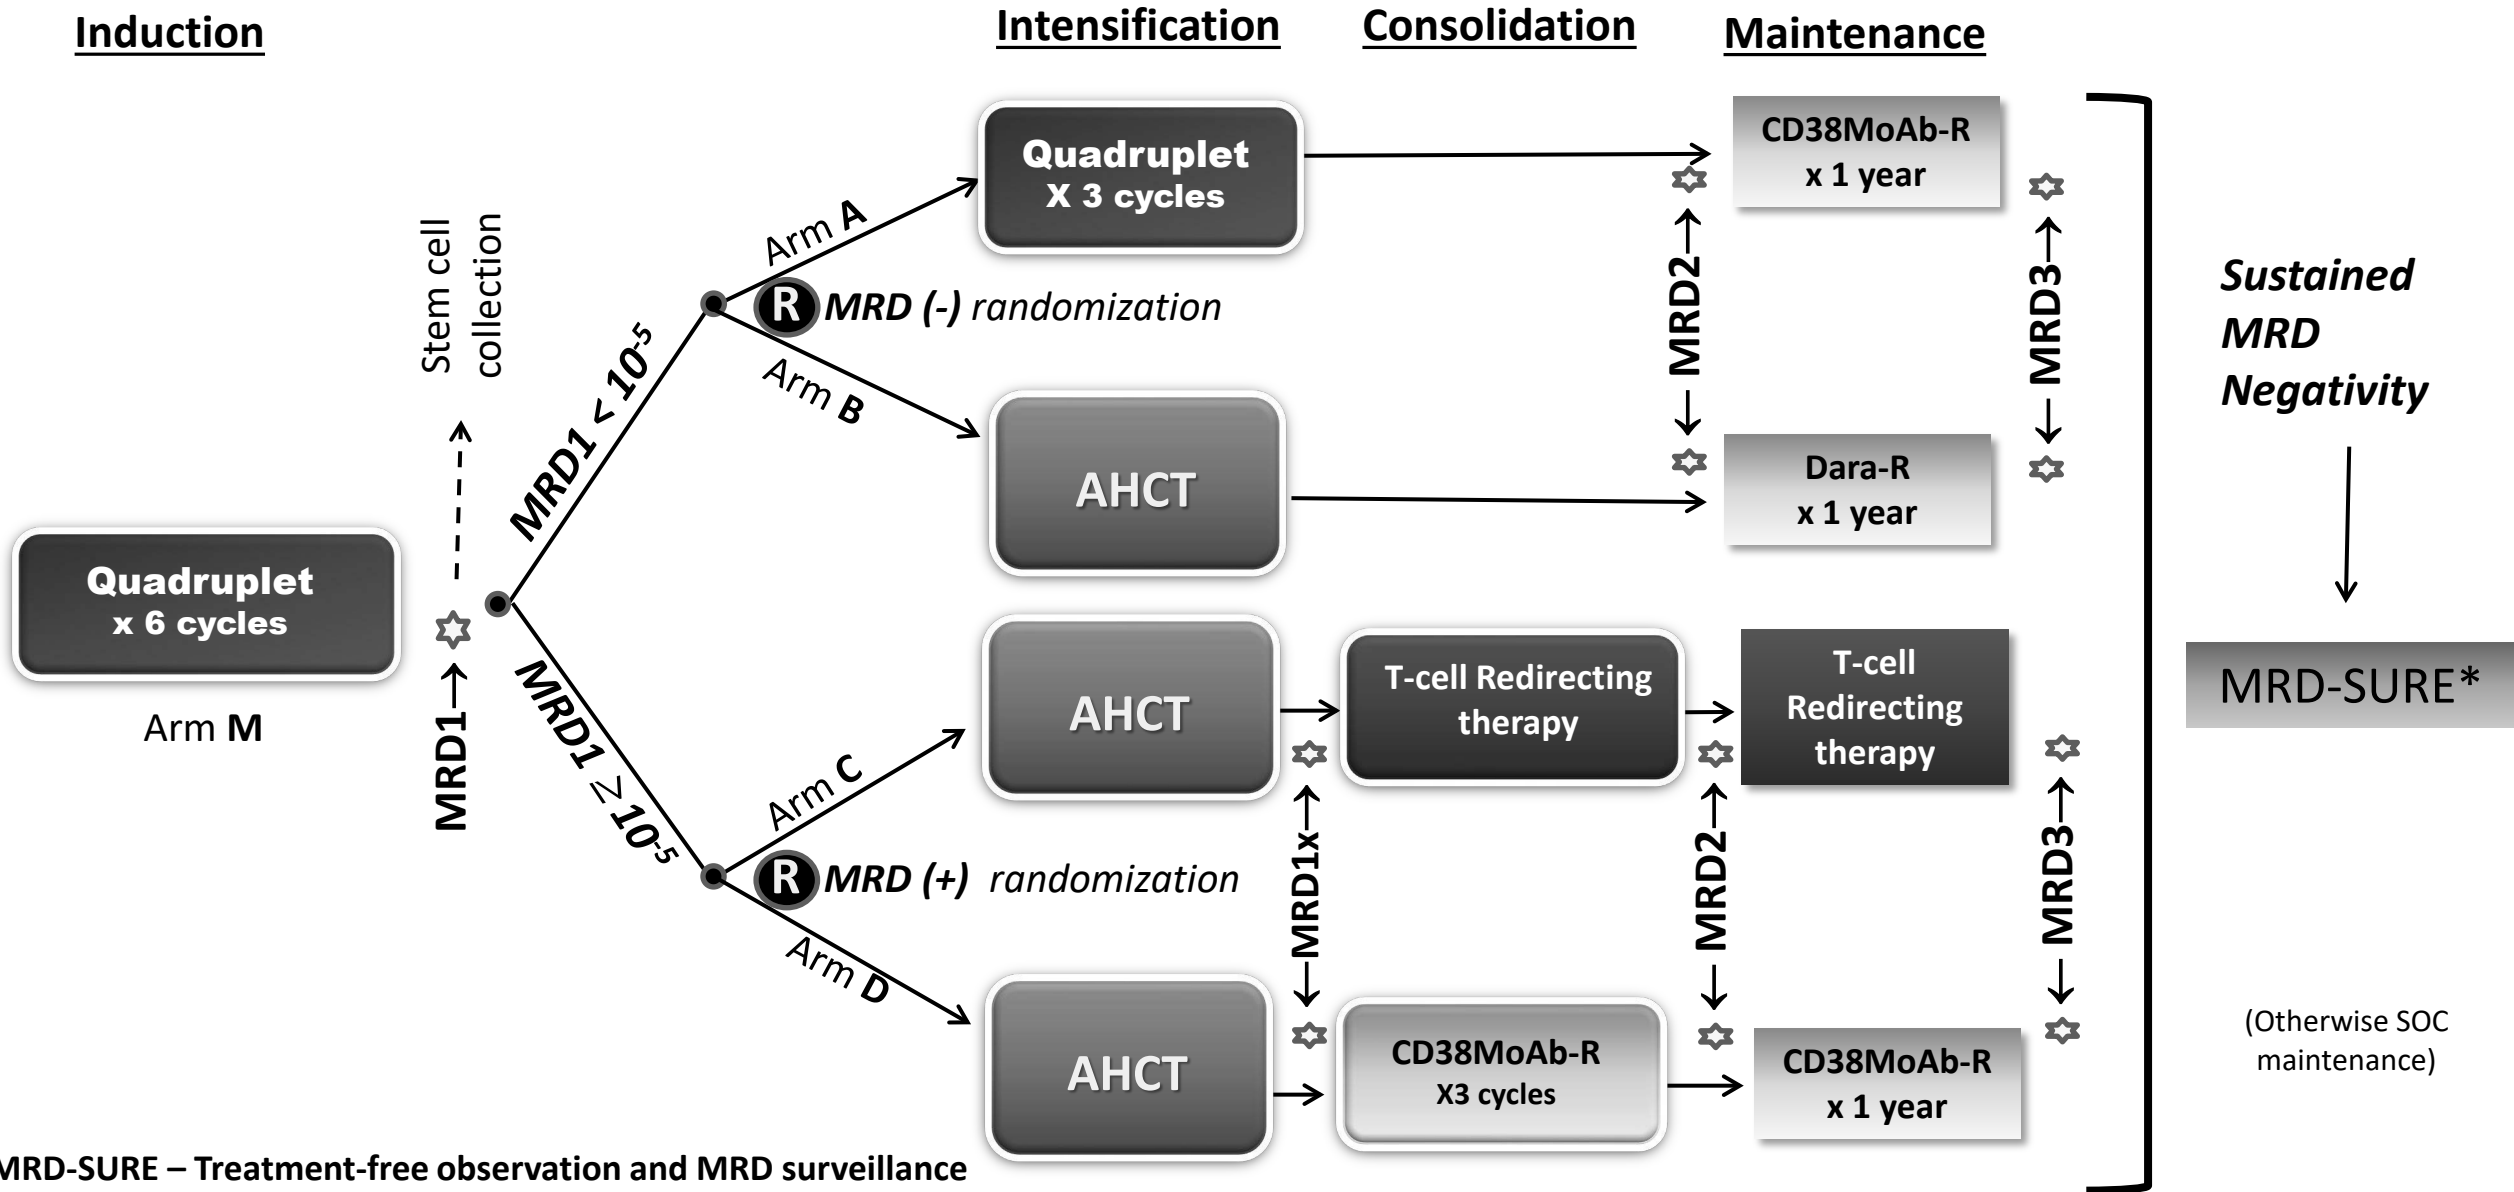 Induction
Intensification
Consolidation
Maintenance
Quadruplet
x 6 cycles
Arm M
MRD1
Stem cell
collection
MRD1 < 10-5
MRD1 ≥ 10-5
Arm A
R MRD (-) randomization
Arm B
Quadruplet
X 3 cycles
AHCT
MRD2
CD38MoAb-R
x 1 year
Dara-R
x 1 year
MRD3
Arm C
R MRD (+) randomization
Arm D
AHCT
AHCT
MRD1x
T-cell Redirecting
therapy
CD38MoAb-R
X3 cycles
MRD2
T-cell
Redirecting
therapy
CD38MoAb-R
x 1 year
MRD3
Sustained
MRD
Negativity
MRD-SURE*
(Otherwise SOC
maintenance)
MRD-SURE – Treatment-free observation and MRD surveillance